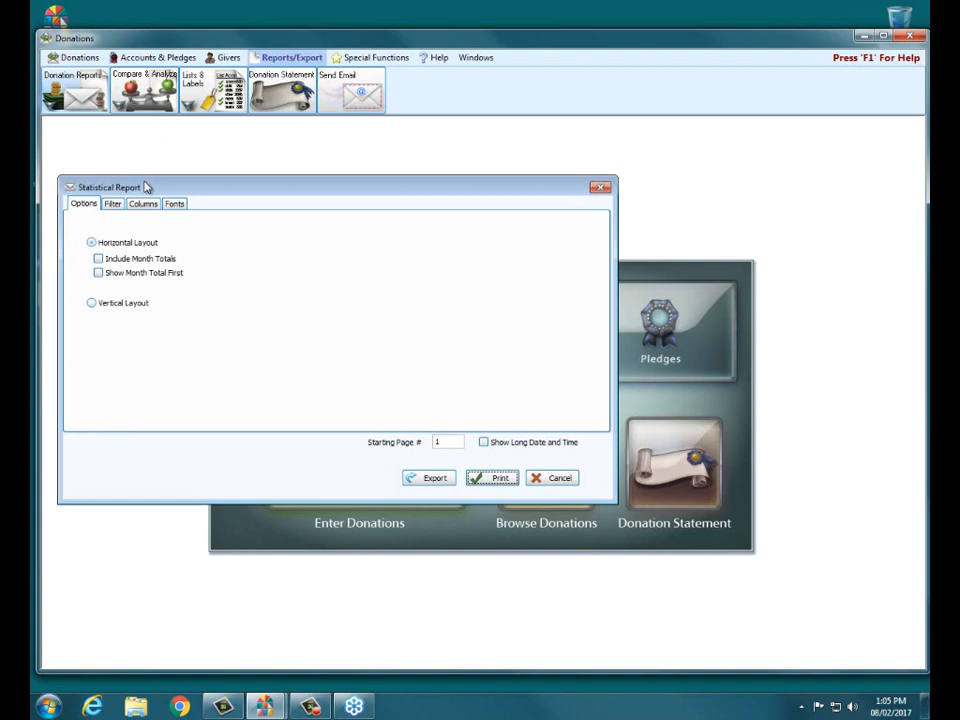 Donations
Donations Accounts & Pledges Givers Reports/Export Special Functions Help Windows Press 'F1' For Help
Donation Reports Compare & Analyze Lists & Labels Donation Statement Send Email
Statistical Report
Options Filter Columns Fonts
Horizontal Layout
Include Month Totals
Show Month Total First
Vertical Layout
Starting Page # 1 Show Long Date and Time
Export Print Cancel
Pledges
Enter Donations Browse Donations Donation Statement
1:05 PM
08/02/2017